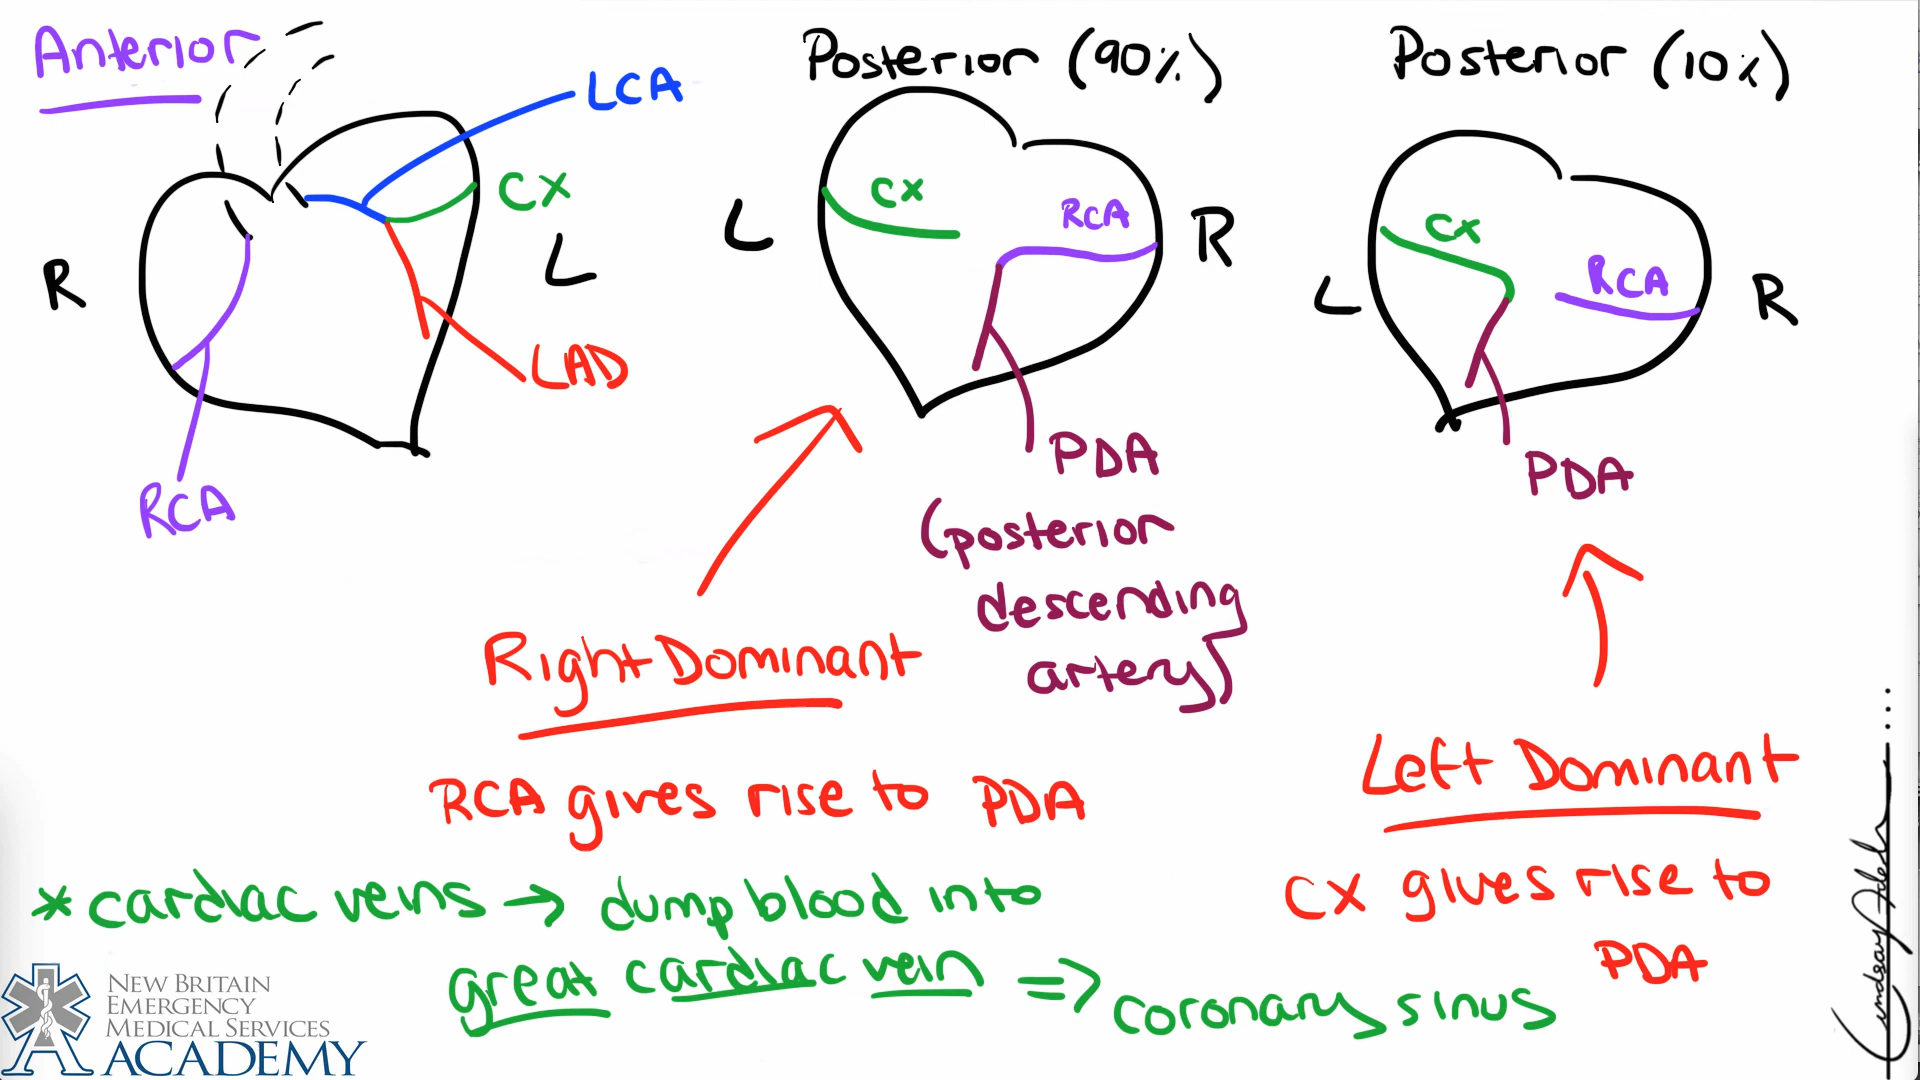 Anterior
LCA
CX
L
R
LAD
RCA
Posterior (90%)
CX
RCA
L
R
PDA
(posterior
descending
artery)
Posterior (10%)
CX
RCA
L
R
PDA
Right Dominant
RCA gives rise to PDA
Left Dominant
CX gives rise to
PDA
* cardiac veins → dump blood into
great cardiac vein ⇒ coronary sinus
NEW BRITAIN
EMERGENCY
MEDICAL SERVICES
ACADEMY